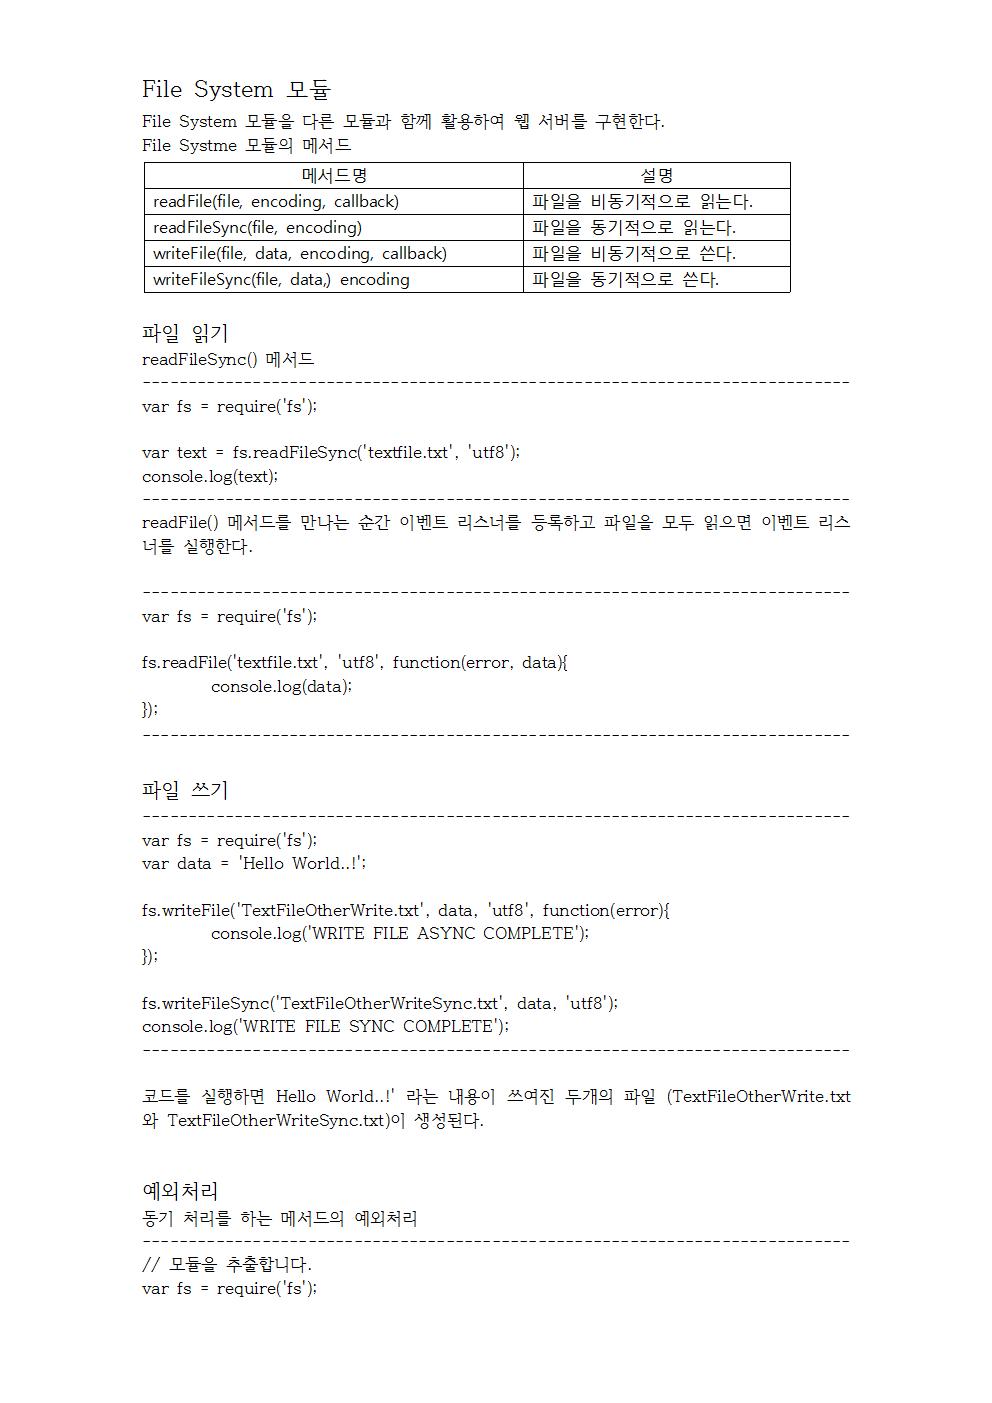 File System 모듈
File System 모듈을 다른 모듈과 함께 활용하여 웹 서버를 구현한다.
File Systme 모듈의 메서드
메서드명 설명
readFile(file, encoding, callback) 파일을 비동기적으로 읽는다.
readFileSync(file, encoding) 파일을 동기적으로 읽는다.
writeFile(file, data, encoding, callback) 파일을 비동기적으로 쓴다.
writeFileSync(file, data,) encoding 파일을 동기적으로 쓴다.
파일 읽기
readFileSync() 메서드
--------------------------------------------------------------------------------
var fs = require('fs');
var text = fs.readFileSync('textfile.txt', 'utf8');
console.log(text);
--------------------------------------------------------------------------------
readFile() 메서드를 만나는 순간 이벤트 리스너를 등록하고 파일을 모두 읽으면 이벤트 리스
너를 실행한다.
--------------------------------------------------------------------------------
var fs = require('fs');
fs.readFile('textfile.txt', 'utf8', function(error, data){
console.log(data);
});
--------------------------------------------------------------------------------
파일 쓰기
--------------------------------------------------------------------------------
var fs = require('fs');
var data = 'Hello World..!';
fs.writeFile('TextFileOtherWrite.txt', data, 'utf8', function(error){
console.log('WRITE FILE ASYNC COMPLETE');
});
fs.writeFileSync('TextFileOtherWriteSync.txt', data, 'utf8');
console.log('WRITE FILE SYNC COMPLETE');
--------------------------------------------------------------------------------
코드를 실행하면 Hello World..!' 라는 내용이 쓰여진 두개의 파일 (TextFileOtherWrite.txt
와 TextFileOtherWriteSync.txt)이 생성된다.
예외처리
동기 처리를 하는 메서드의 예외처리
--------------------------------------------------------------------------------
// 모듈을 추출합니다.
var fs = require('fs');